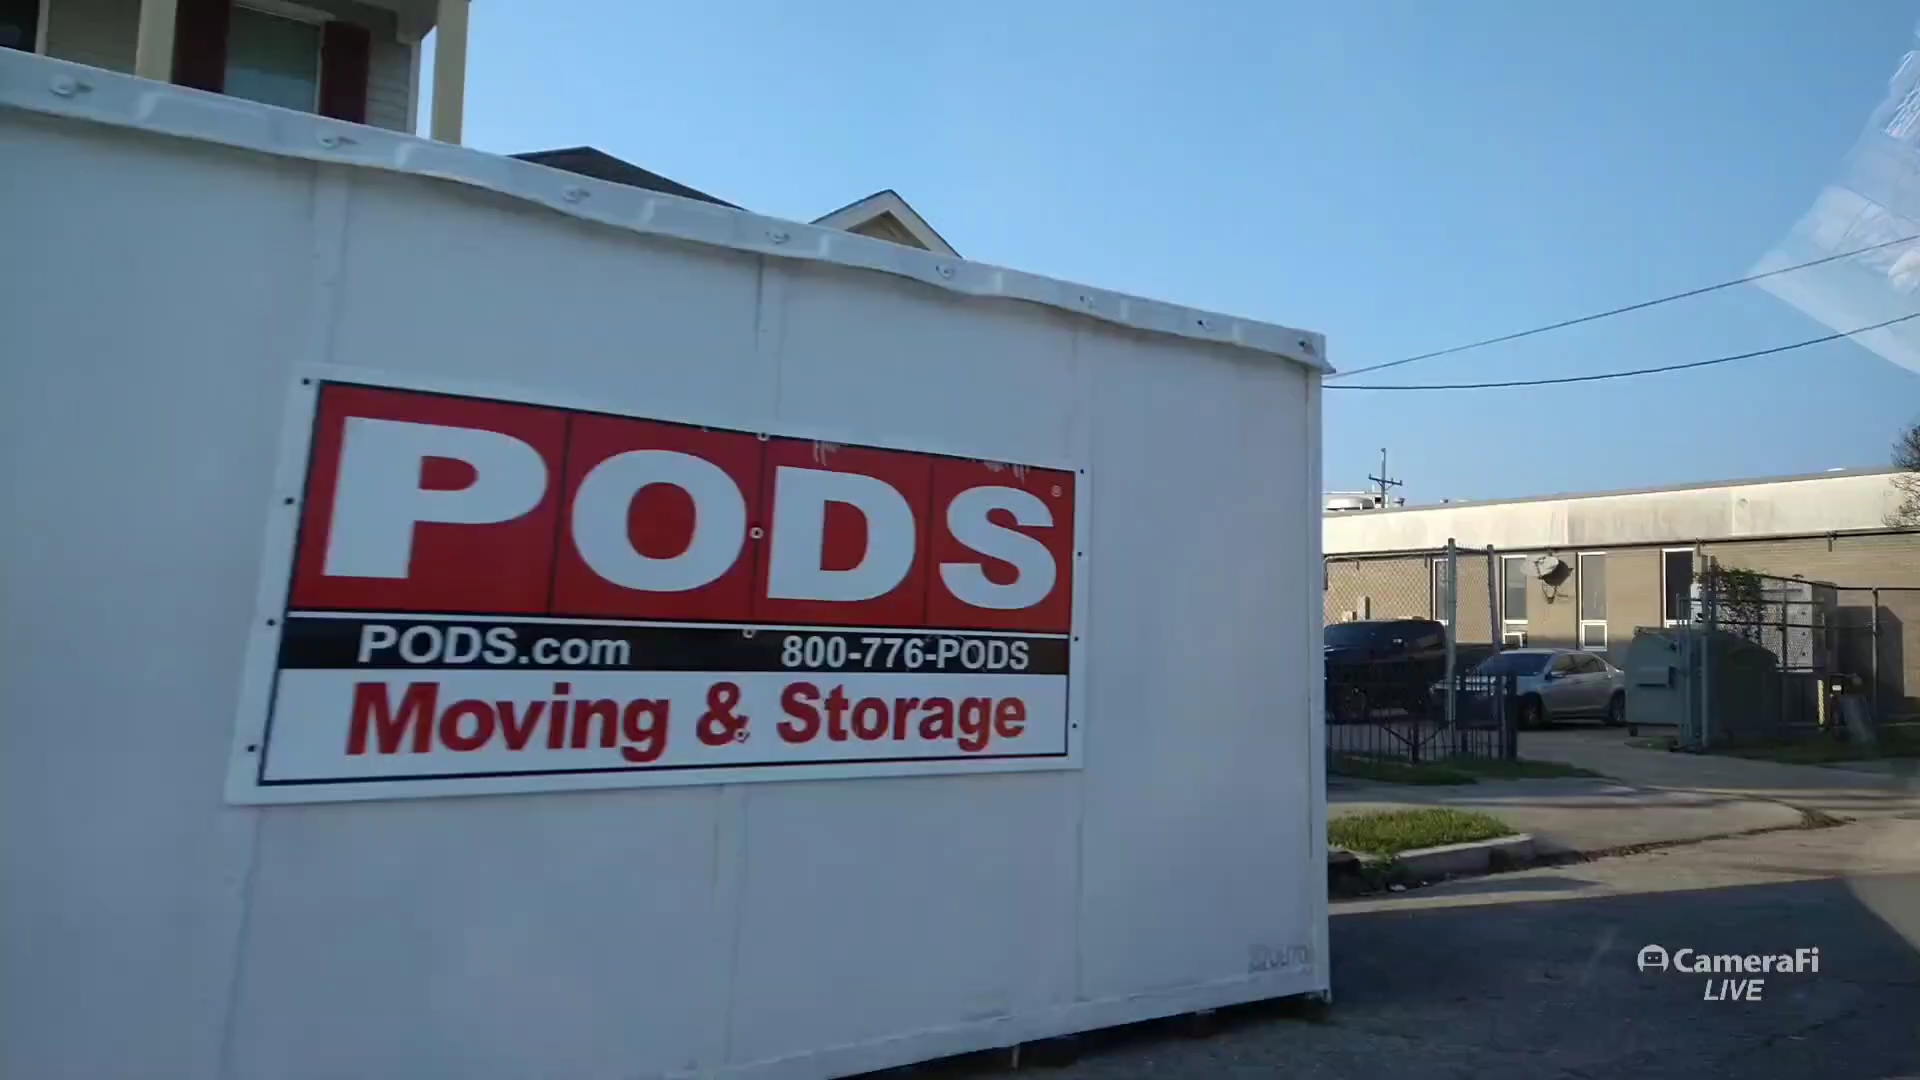 PODS®
PODS.com 800-776-PODS
Moving & Storage
CameraFi
LIVE